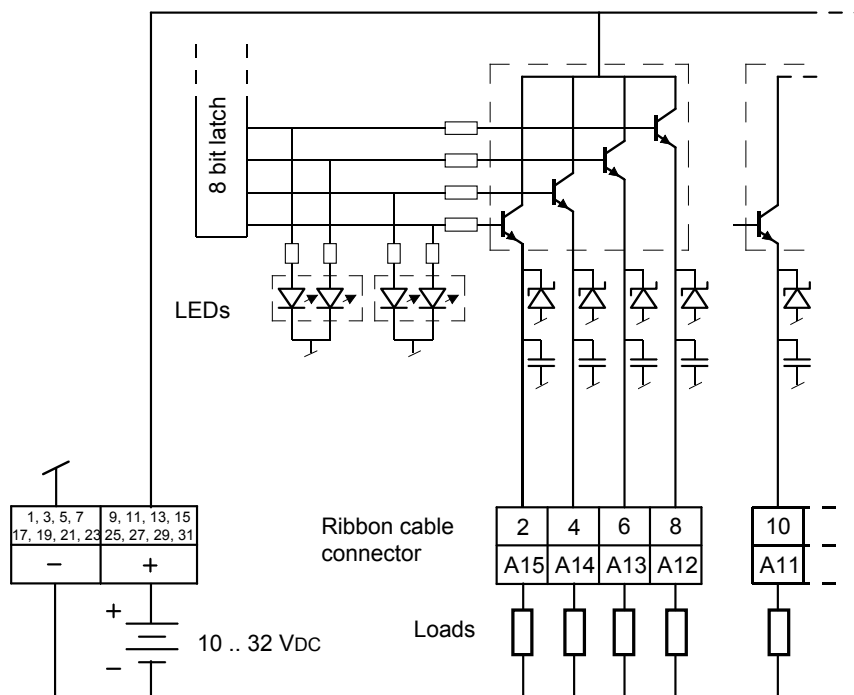 8 bit latch
LEDs
1, 3, 5, 7
17, 19, 21, 23
9, 11, 13, 15
25, 27, 29, 31
−
+
Ribbon cable
connector
2
4
6
8
10
A15
A14
A13
A12
A11
+
−
10 .. 32 VDC
Loads